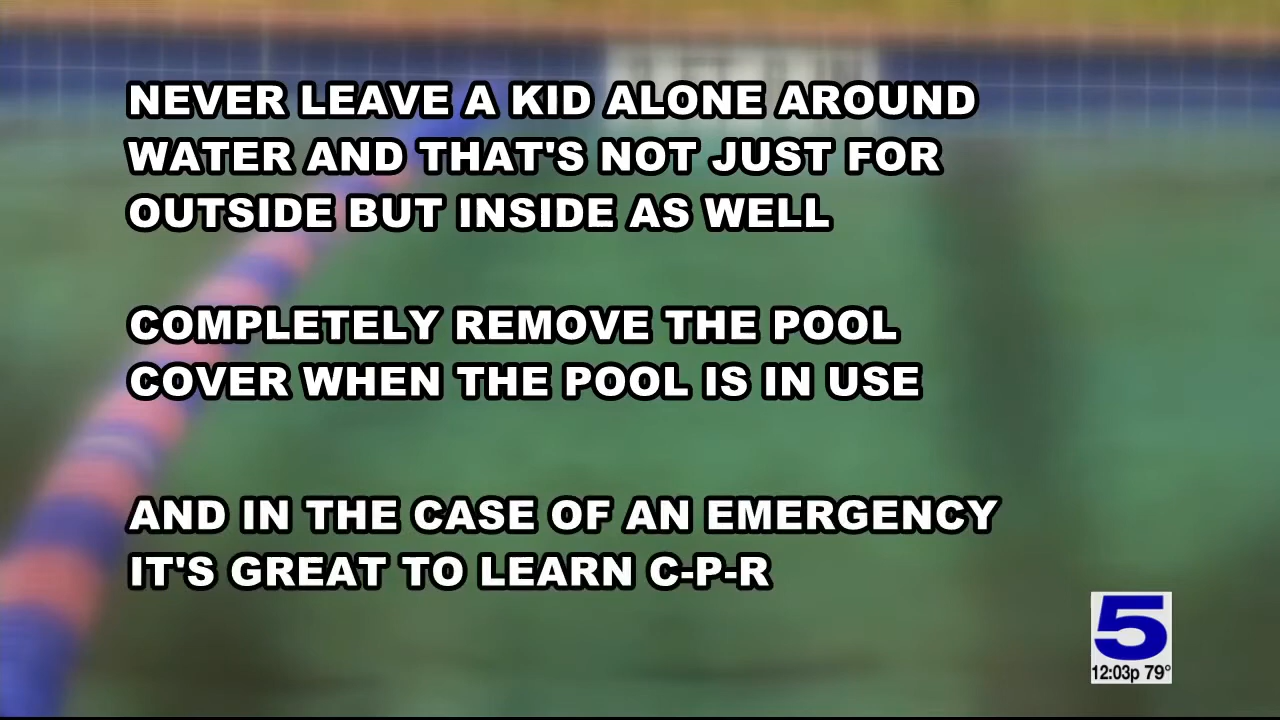 NEVER LEAVE A KID ALONE AROUND
WATER AND THAT'S NOT JUST FOR
OUTSIDE BUT INSIDE AS WELL
COMPLETELY REMOVE THE POOL
COVER WHEN THE POOL IS IN USE
AND IN THE CASE OF AN EMERGENCY
IT'S GREAT TO LEARN C-P-R
5
12:03p 79°